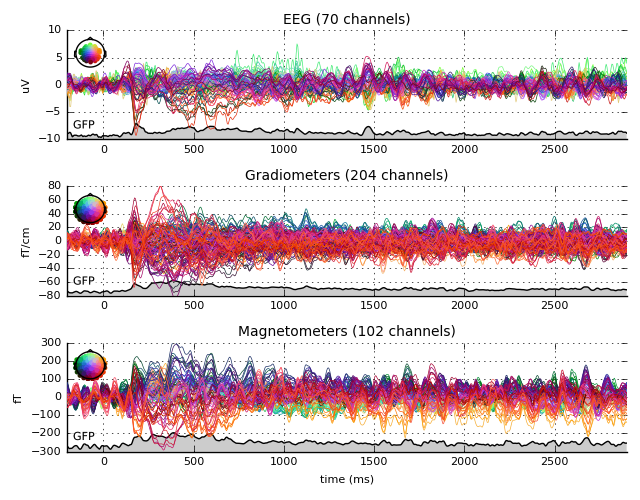 EEG (70 channels)
10
5
0
−5
−10
uV
GFP
0 500 1000 1500 2000 2500
Gradiometers (204 channels)
80
60
40
20
0
−20
−40
−60
−80
fT/cm
GFP
0 500 1000 1500 2000 2500
Magnetometers (102 channels)
300
200
100
0
−100
−200
−300
fT
GFP
0 500 1000 1500 2000 2500
time (ms)